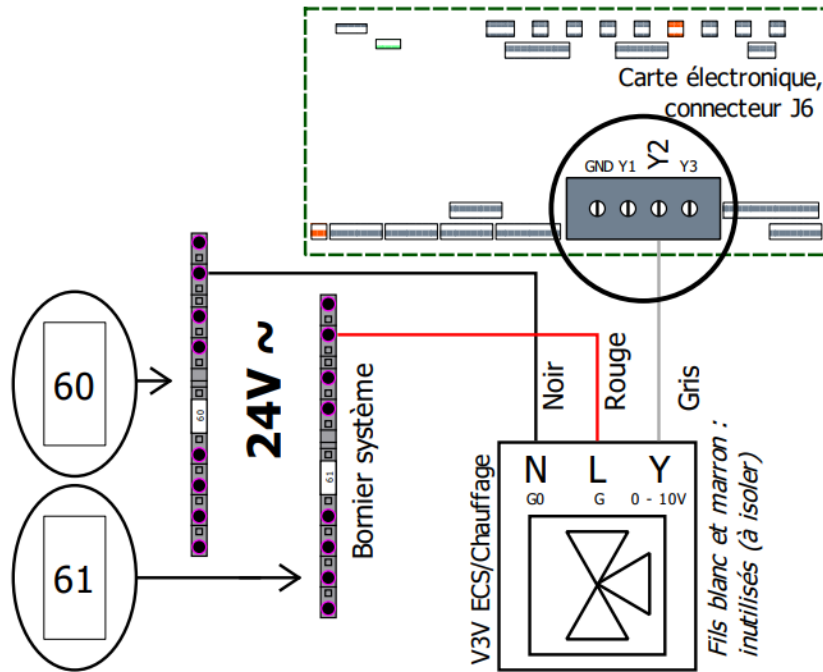 Carte électronique,
connecteur J6
GND Y1 Y2 Y3
60
60
24V ~
61
61
Bornier système
Noir
Rouge
Gris
V3V ECS/Chauffage
N L Y
G0 G 0 - 10V
Fils blanc et marron :
inutilisés (à isoler)